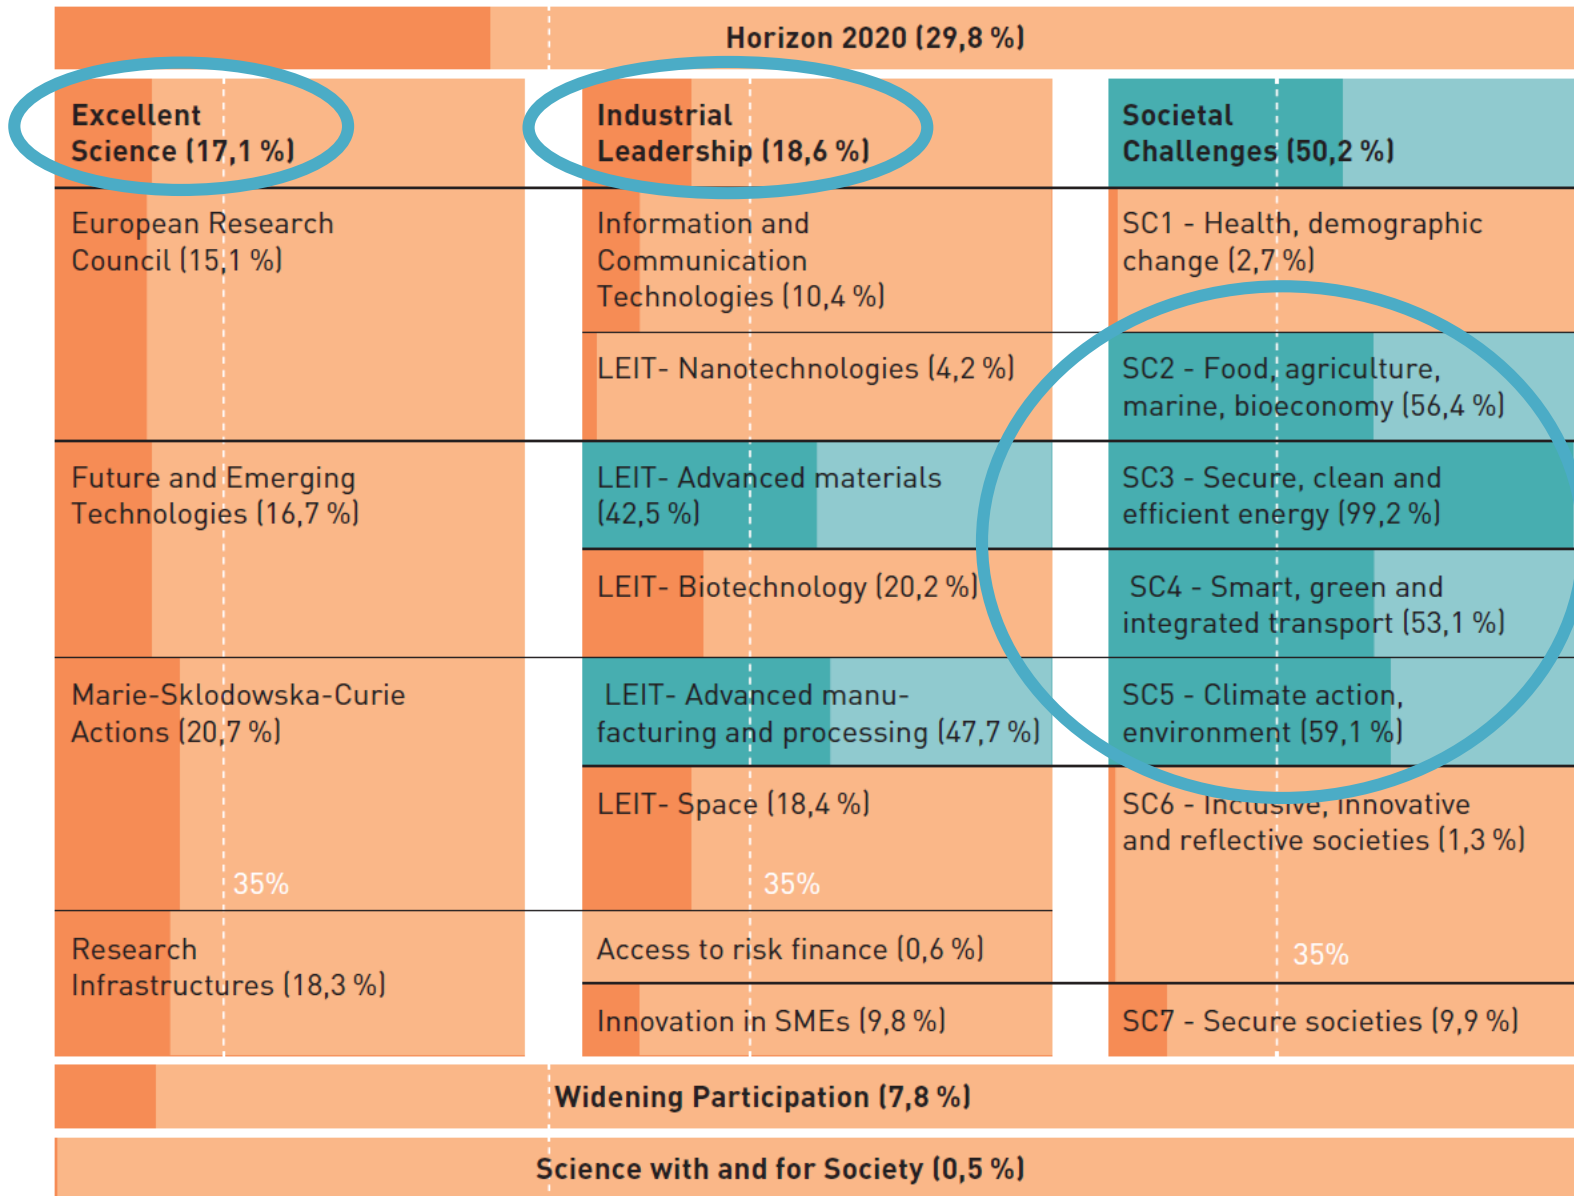 Horizon 2020 (29,8 %)
Excellent
Science (17,1 %)
European Research
Council (15,1 %)
Future and Emerging
Technologies (16,7 %)
Marie-Sklodowska-Curie
Actions (20,7 %)
35%
Research
Infrastructures (18,3 %)
Industrial
Leadership (18,6 %)
Information and
Communication
Technologies (10,4 %)
LEIT- Nanotechnologies (4,2 %)
LEIT- Advanced materials
(42,5 %)
LEIT- Biotechnology (20,2 %)
LEIT- Advanced manu-
facturing and processing (47,7 %)
LEIT- Space (18,4 %)
35%
Access to risk finance (0,6 %)
Innovation in SMEs (9,8 %)
Societal
Challenges (50,2 %)
SC1 - Health, demographic
change (2,7 %)
SC2 - Food, agriculture,
marine, bioeconomy (56,4 %)
SC3 - Secure, clean and
efficient energy (99,2 %)
SC4 - Smart, green and
integrated transport (53,1 %)
SC5 - Climate action,
environment (59,1 %)
SC6 - Inclusive, innovative
and reflective societies (1,3 %)
35%
SC7 - Secure societies (9,9 %)
Widening Participation (7,8 %)
Science with and for Society (0,5 %)